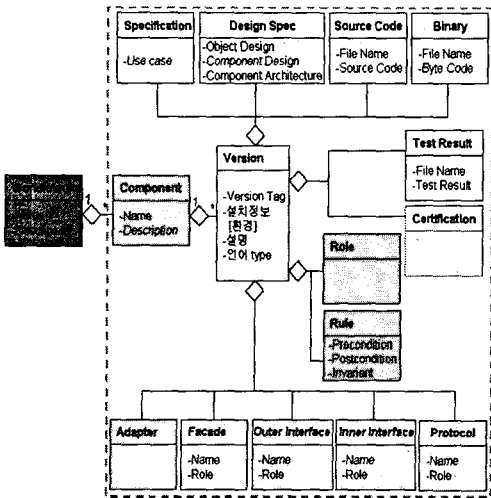 Specification
-Use case
Design Spec
-Object Design
-Component Design
-Component Architecture
Source Code
-File Name
-Source Code
Binary
-File Name
-Byte Code
Version
-Version Tag
-설치정보
[환경]
-설명
-언어 type
Test Result
-File Name
-Test Result
Certification
Component
-Name
-Description
1
*
1
*
Role
Rule
-Precondition
-Postcondition
-Invariant
Adapter
Facade
-Name
-Role
Outer Interface
-Name
-Role
Inner Interface
-Name
-Role
Protocol
-Name
-Role